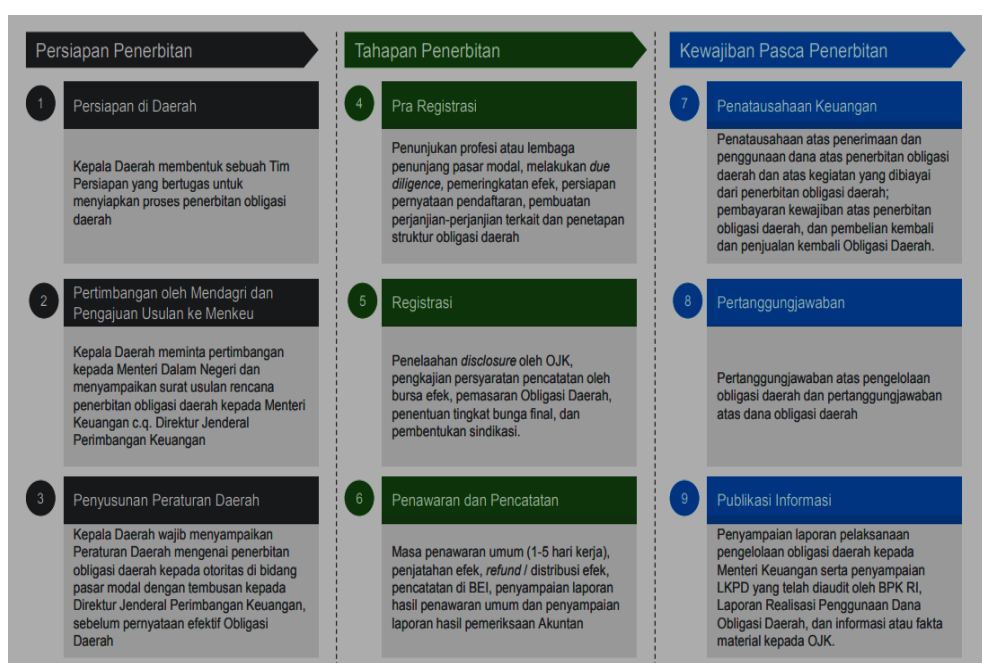 Persiapan Penerbitan
1
Persiapan di Daerah
Kepala Daerah membentuk sebuah Tim
Persiapan yang bertugas untuk
menyiapkan proses penerbitan obligasi
daerah
2
Pertimbangan oleh Mendagri dan
Pengajuan Usulan ke Menkeu
Kepala Daerah meminta pertimbangan
kepada Menteri Dalam Negeri dan
menyampaikan surat usulan rencana
penerbitan obligasi daerah kepada Menteri
Keuangan c.q. Direktur Jenderal
Perimbangan Keuangan
3
Penyusunan Peraturan Daerah
Kepala Daerah wajib menyampaikan
Peraturan Daerah mengenai penerbitan
obligasi daerah kepada otoritas di bidang
pasar modal dengan tembusan kepada
Direktur Jenderal Perimbangan Keuangan,
sebelum pernyataan efektif Obligasi
Daerah
Tahapan Penerbitan
4
Pra Registrasi
Penunjukan profesi atau lembaga
penunjang pasar modal, melakukan due
diligence, pemeringkatan efek, persiapan
pernyataan pendaftaran, pembuatan
perjanjian-perjanjian terkait dan penetapan
struktur obligasi daerah
5
Registrasi
Penelaahan disclosure oleh OJK,
pengkajian persyaratan pencatatan oleh
bursa efek, pemasaran Obligasi Daerah,
penentuan tingkat bunga final, dan
pembentukan sindikasi.
6
Penawaran dan Pencatatan
Masa penawaran umum (1-5 hari kerja),
penjatahan efek, refund / distribusi efek,
pencatatan di BEI, penyampaian laporan
hasil penawaran umum dan penyampaian
laporan hasil pemeriksaan Akuntan
Kewajiban Pasca Penerbitan
7
Penatausahaan Keuangan
Penatausahaan atas penerimaan dan
penggunaan dana atas penerbitan obligasi
daerah dan atas kegiatan yang dibiayai
dari penerbitan obligasi daerah;
pembayaran kewajiban atas penerbitan
obligasi daerah, dan pembelian kembali
dan penjualan kembali Obligasi Daerah.
8
Pertanggungjawaban
Pertanggungjawaban atas pengelolaan
obligasi daerah dan pertanggungjawaban
atas dana obligasi daerah
9
Publikasi Informasi
Penyampaian laporan pelaksanaan
pengelolaan obligasi daerah kepada
Menteri Keuangan serta penyampaian
LKPD yang telah diaudit oleh BPK RI,
Laporan Realisasi Penggunaan Dana
Obligasi Daerah, dan informasi atau fakta
material kepada OJK.